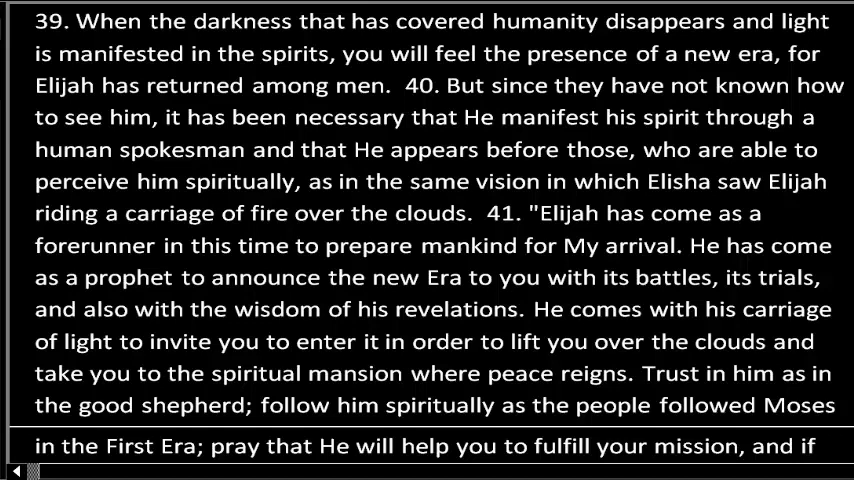 39. When the darkness that has covered humanity disappears and light
is manifested in the spirits, you will feel the presence of a new era, for
Elijah has returned among men.  40. But since they have not known how
to see him, it has been necessary that He manifest his spirit through a
human spokesman and that He appears before those, who are able to
perceive him spiritually, as in the same vision in which Elisha saw Elijah
riding a carriage of fire over the clouds.  41. "Elijah has come as a
forerunner in this time to prepare mankind for My arrival. He has come
as a prophet to announce the new Era to you with its battles, its trials,
and also with the wisdom of his revelations. He comes with his carriage
of light to invite you to enter it in order to lift you over the clouds and
take you to the spiritual mansion where peace reigns. Trust in him as in
the good shepherd; follow him spiritually as the people followed Moses
in the First Era; pray that He will help you to fulfill your mission, and if